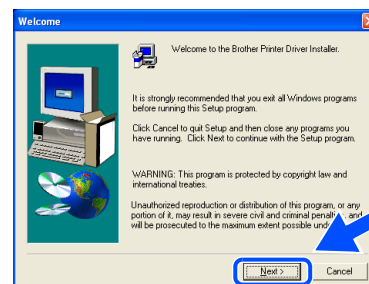 Welcome
Welcome to the Brother Printer Driver Installer.
It is strongly recommended that you exit all Windows programs
before running this Setup program.
Click Cancel to quit Setup and then close any programs you
have running. Click Next to continue with the Setup program.
WARNING: This program is protected by copyright law and
international treaties.
Unauthorized reproduction or distribution of this program, or any
portion of it, may result in severe civil and criminal and
will be prosecuted to the maximum extent possible
Next >
Cancel